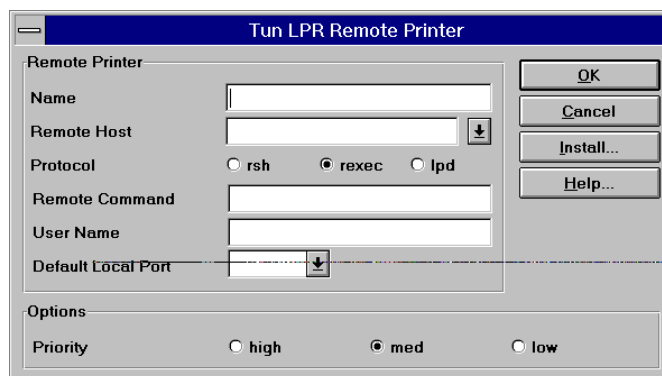 Tun LPR Remote Printer
Remote Printer
Name
Remote Host
Protocol rsh rexec lpd
Remote Command
User Name
Default Local Port
OK
Cancel
Install...
Help...
Options
Priority high med low